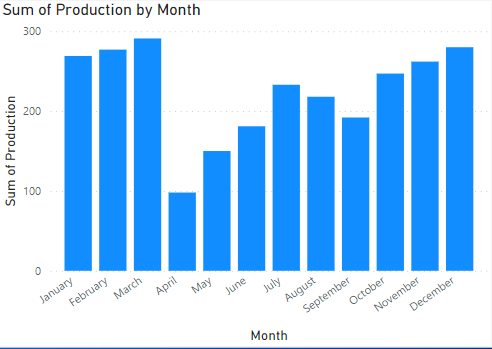 Sum of Production by Month
Sum of Production
300
200
100
0
January
February
March
April
May
June
July
August
September
October
November
December
Month